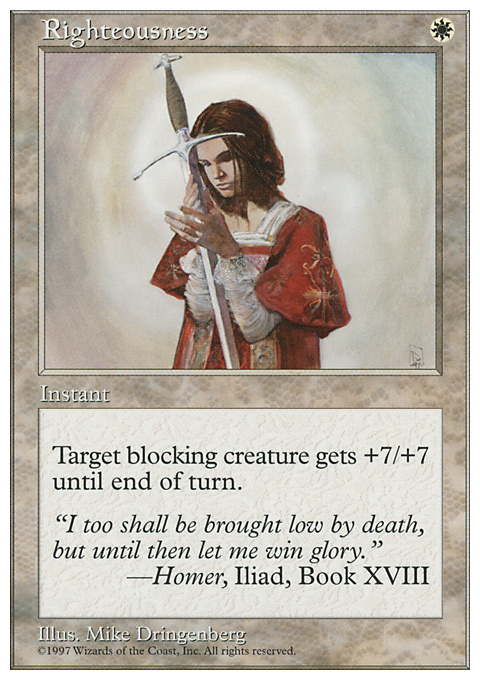 Righteousness
Instant
Target blocking creature gets +7/+7
until end of turn.
“I too shall be brought low by death,
but until then let me win glory.”
—Homer, Iliad, Book XVIII
Illus. Mike Dringenberg
©1997 Wizards of the Coast, Inc. All rights reserved.